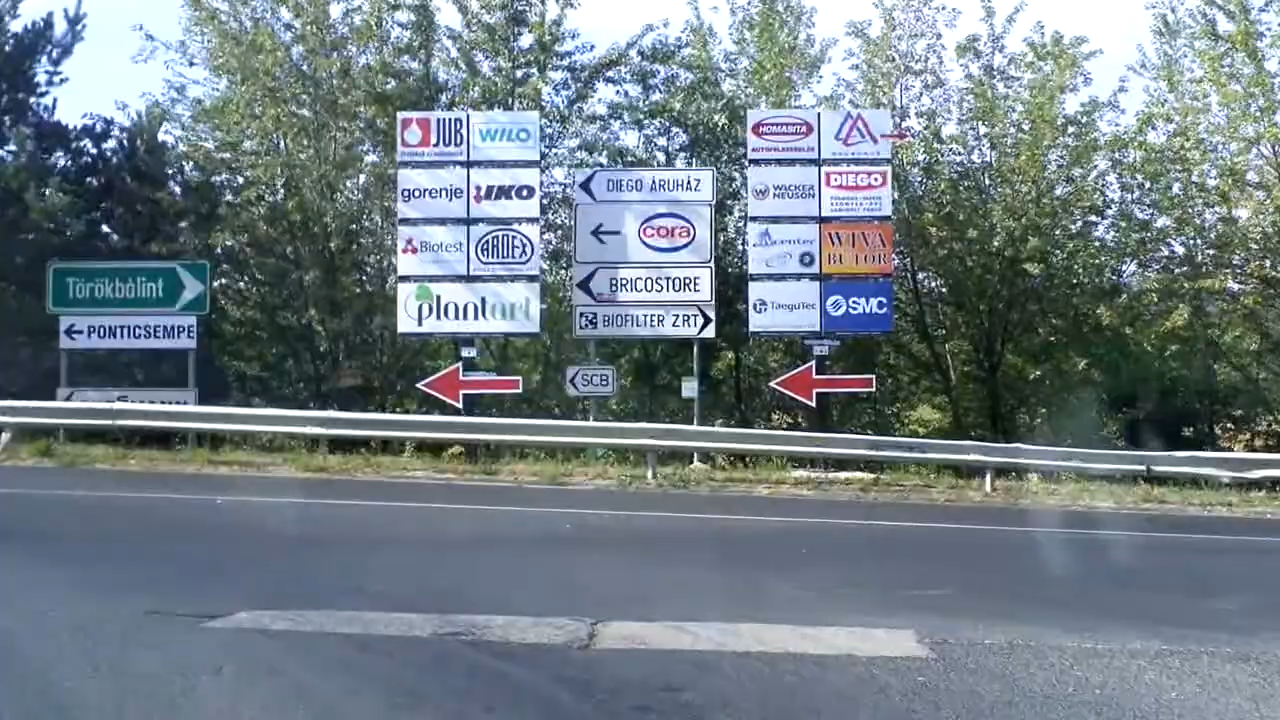 Törökbálint
PONTICSEMPE
JUB
WILO
gorenje
IKO
Biotest
ARDEX
plantart
DIEGO ÁRUHÁZ
cora
BRICOSTORE
BIOFILTER ZRT
SCB
HOMASITA
AUTÓFELSZERELÉS
WACKER
NEUSON
DIEGO
WIVA
BÚTOR
TaeguTec
SMC